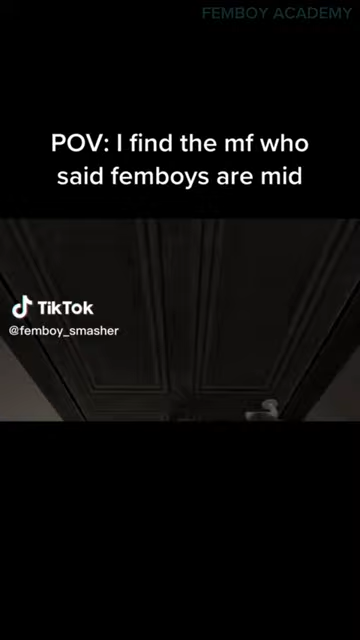 FEMBOY ACADEMY
POV: I find the mf who
said femboys are mid
TikTok
@femboy_smasher